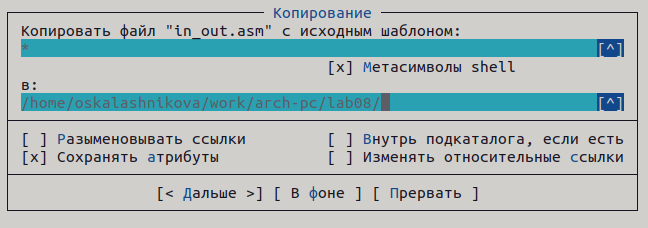 Копирование
Копировать файл "in_out.asm" с исходным шаблоном:
* [^]
[x] Метасимволы shell
в:
/home/oskalashnikova/work/arch-pc/lab08/ [^]
[ ] Разыменовывать ссылки [ ] Внутрь подкаталога, если есть
[x] Сохранять атрибуты [ ] Изменять относительные ссылки
[< Дальше >] [ В фоне ] [ Прервать ]